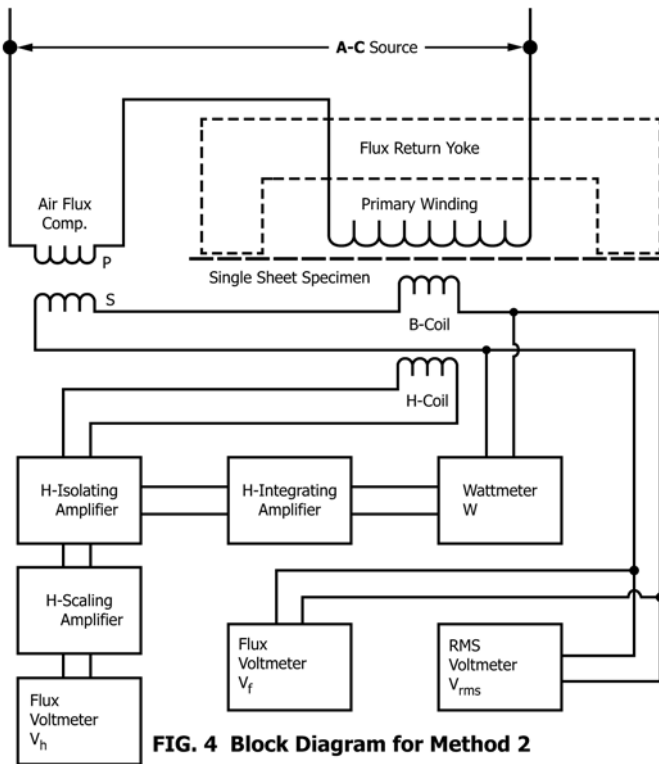 A-C Source
Flux Return Yoke
Air Flux
Comp.
Primary Winding
P
Single Sheet Specimen
S
B-Coil
H-Coil
H-Isolating
Amplifier
H-Integrating
Amplifier
Wattmeter
W
H-Scaling
Amplifier
Flux
Voltmeter
Vf
RMS
Voltmeter
Vrms
Flux
Voltmeter
Vh
FIG. 4 Block Diagram for Method 2